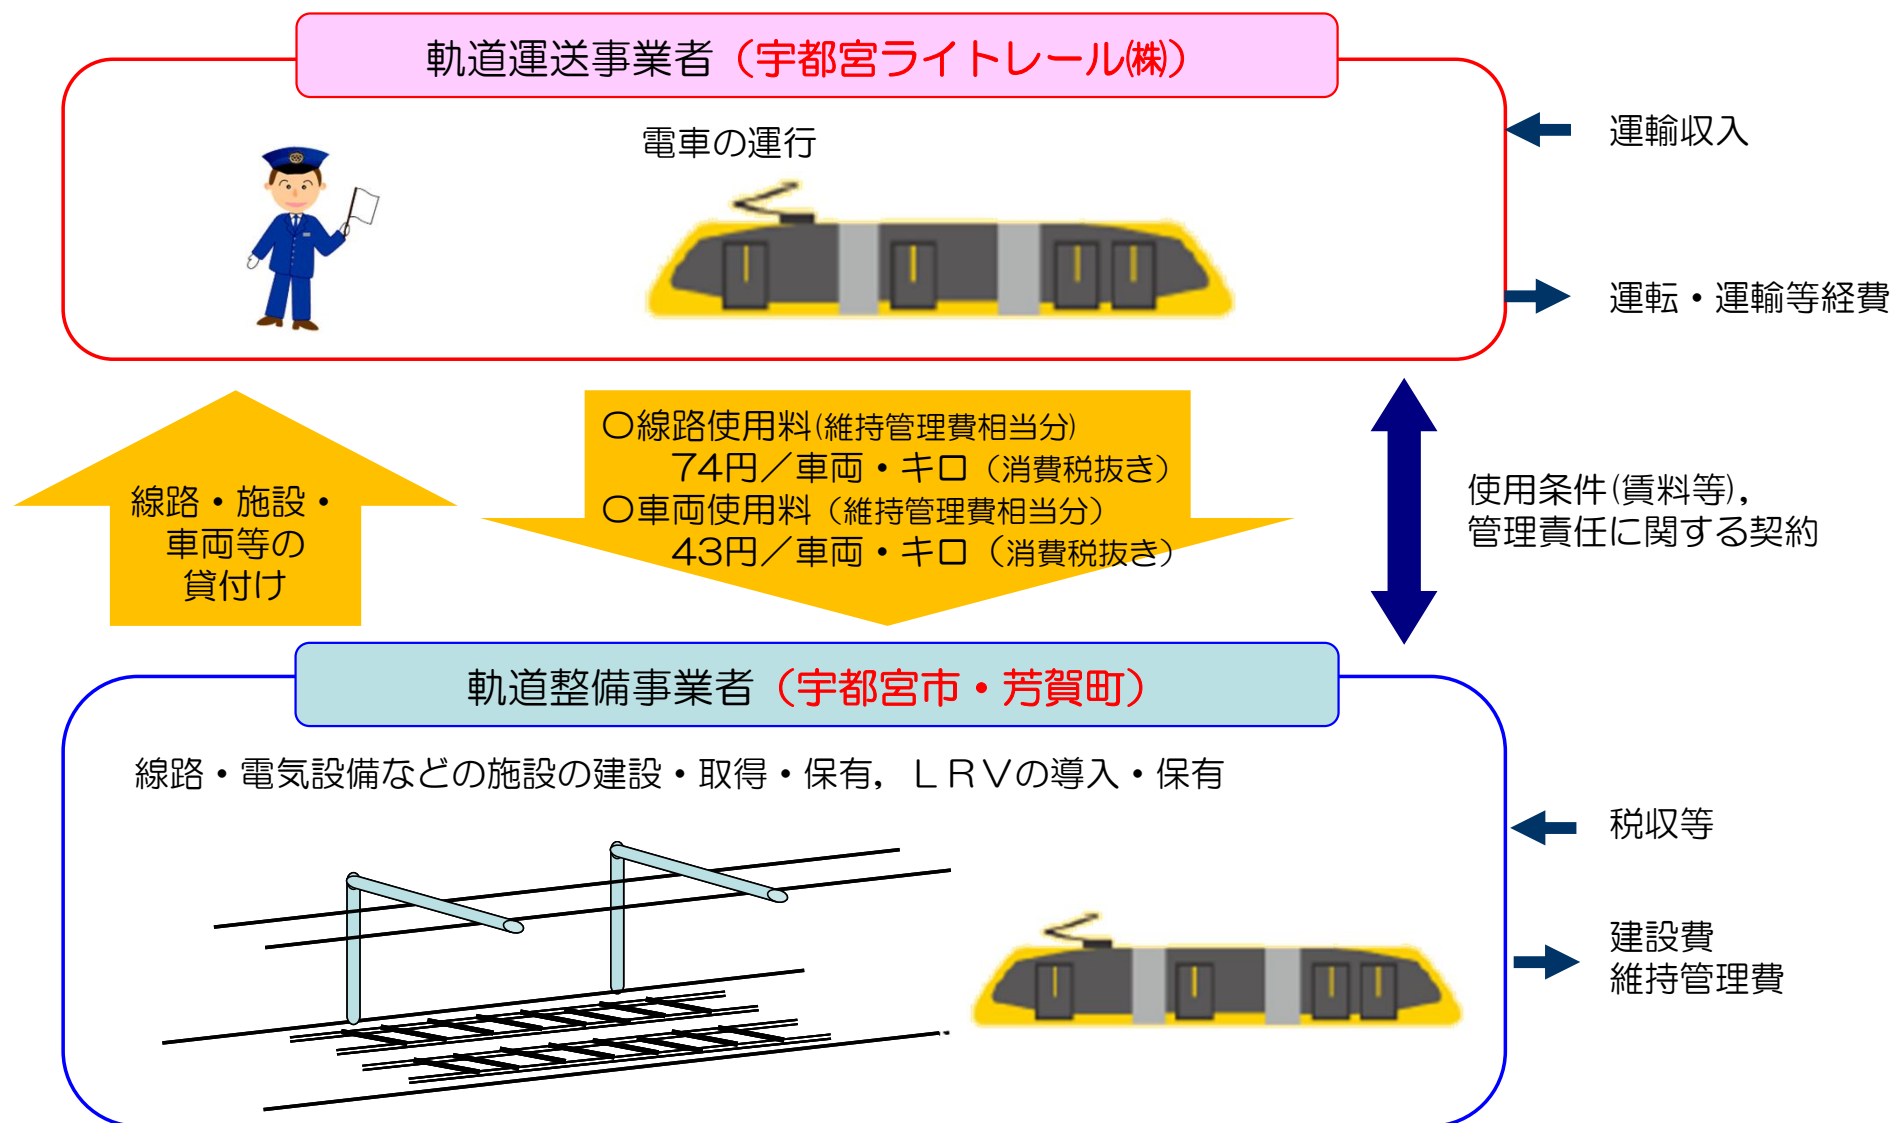 軌道運送事業者（宇都宮ライトレール㈱）
電車の運行
運輸収入
運転・運輸等経費
線路・施設・
車両等の
貸付け
〇線路使用料(維持管理費相当分)
74円／車両・キロ（消費税抜き）
〇車両使用料（維持管理費相当分）
43円／車両・キロ（消費税抜き）
使用条件(賃料等),
管理責任に関する契約
軌道整備事業者（宇都宮市・芳賀町）
線路・電気設備などの施設の建設・取得・保有，ＬＲＶの導入・保有
税収等
建設費
維持管理費